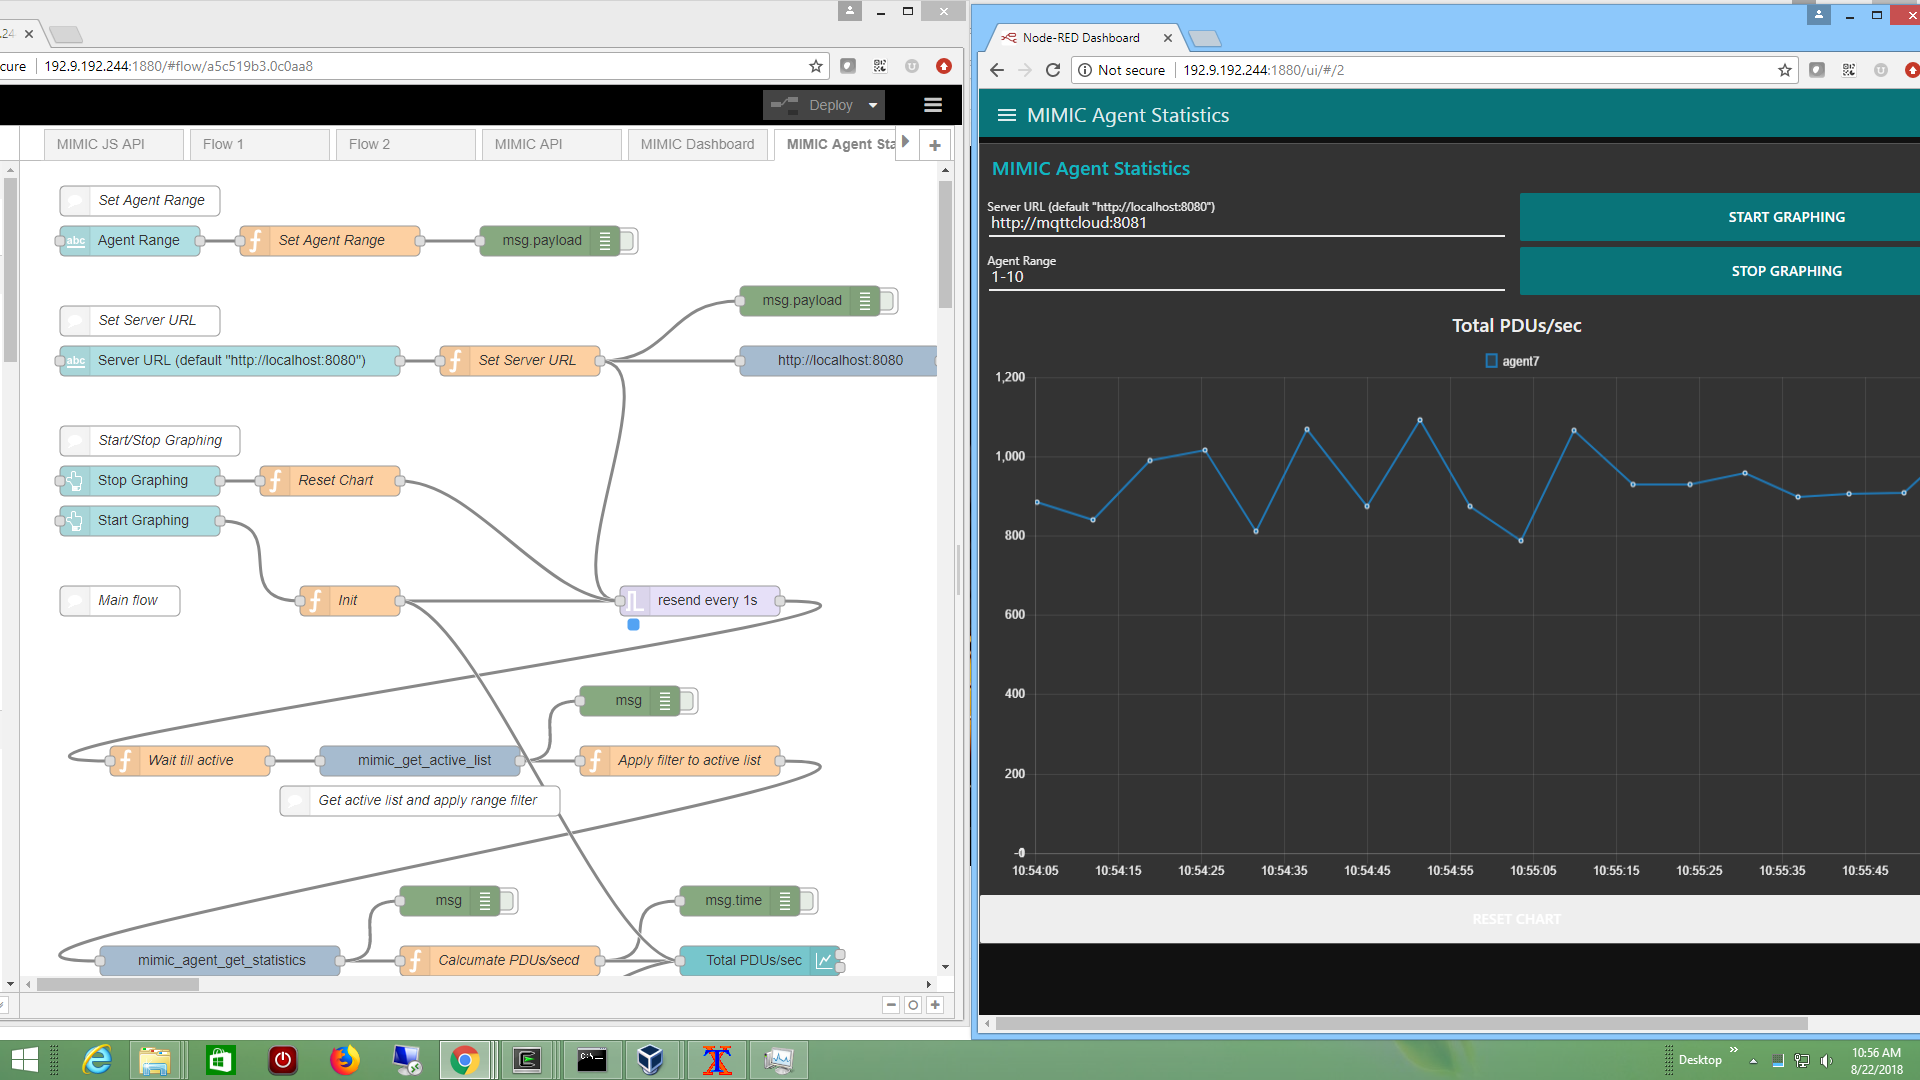 .24
cure
192.9.192.244:1880/#flow/a5c519b3.0c0aa8
Deploy
MIMIC JS API
Flow 1
Flow 2
MIMIC API
MIMIC Dashboard
MIMIC Agent Sta
Set Agent Range
abc Agent Range
Set Agent Range
msg.payload
msg.payload
Set Server URL
abc Server URL (default "http://localhost:8080")
Set Server URL
http://localhost:8080
Start/Stop Graphing
Stop Graphing
Reset Chart
Start Graphing
Main flow
Init
resend every 1s
msg
Wait till active
mimic_get_active_list
Apply filter to active list
Get active list and apply range filter
msg
msg.time
mimic_agent_get_statistics
Calcumate PDUs/secd
Total PDUs/sec
Node-RED Dashboard
Not secure
192.9.192.244:1880/ui/#/2
MIMIC Agent Statistics
MIMIC Agent Statistics
Server URL (default "http://localhost:8080")
http://mqttcloud:8081
START GRAPHING
Agent Range
1-10
STOP GRAPHING
Total PDUs/sec
agent7
1,200
1,000
800
600
400
200
-0
10:54:05 10:54:15 10:54:25 10:54:35 10:54:45 10:54:55 10:55:05 10:55:15 10:55:25 10:55:35 10:55:45
RESET CHART
C:\.
Desktop
10:56 AM
8/22/2018